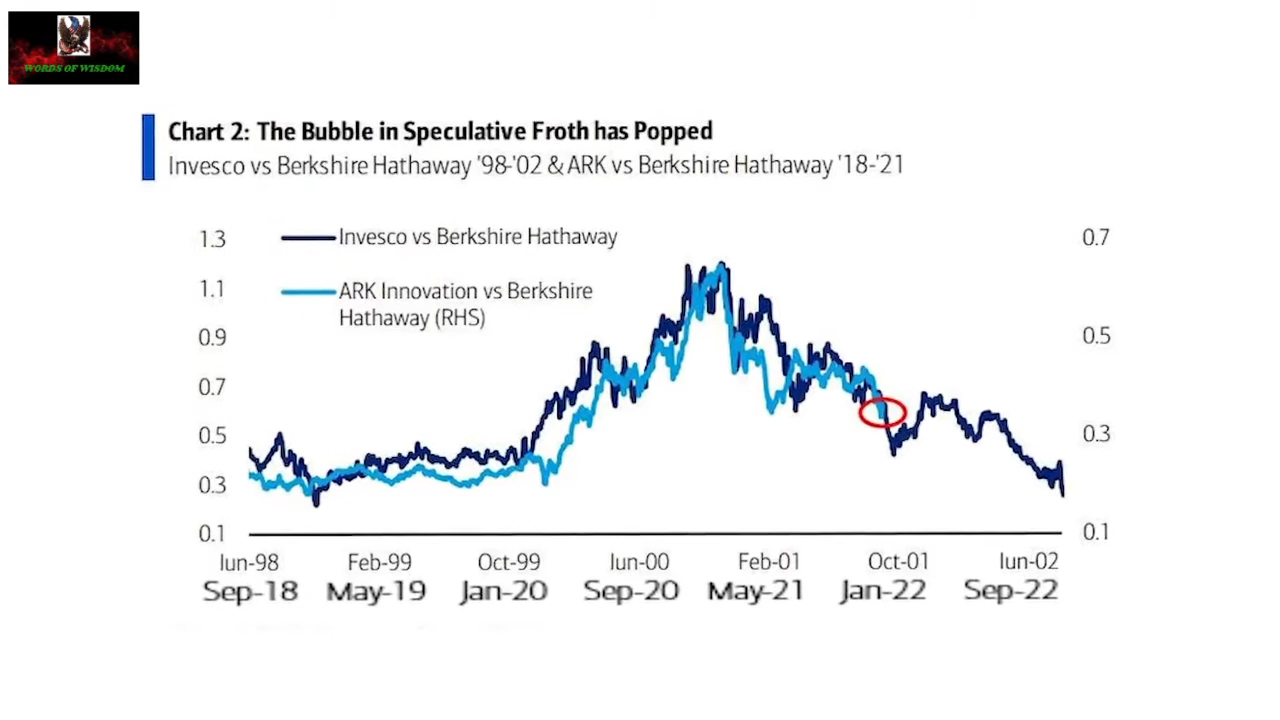 WORDS OF WISDOM
Chart 2: The Bubble in Speculative Froth has Popped
Invesco vs Berkshire Hathaway '98-'02 & ARK vs Berkshire Hathaway '18-'21
1.3
1.1
0.9
0.7
0.5
0.3
0.1
Invesco vs Berkshire Hathaway
ARK Innovation vs Berkshire
Hathaway (RHS)
0.7
0.5
0.3
0.1
Jun-98 Feb-99 Oct-99 Jun-00 Feb-01 Oct-01 Jun-02
Sep-18 May-19 Jan-20 Sep-20 May-21 Jan-22 Sep-22